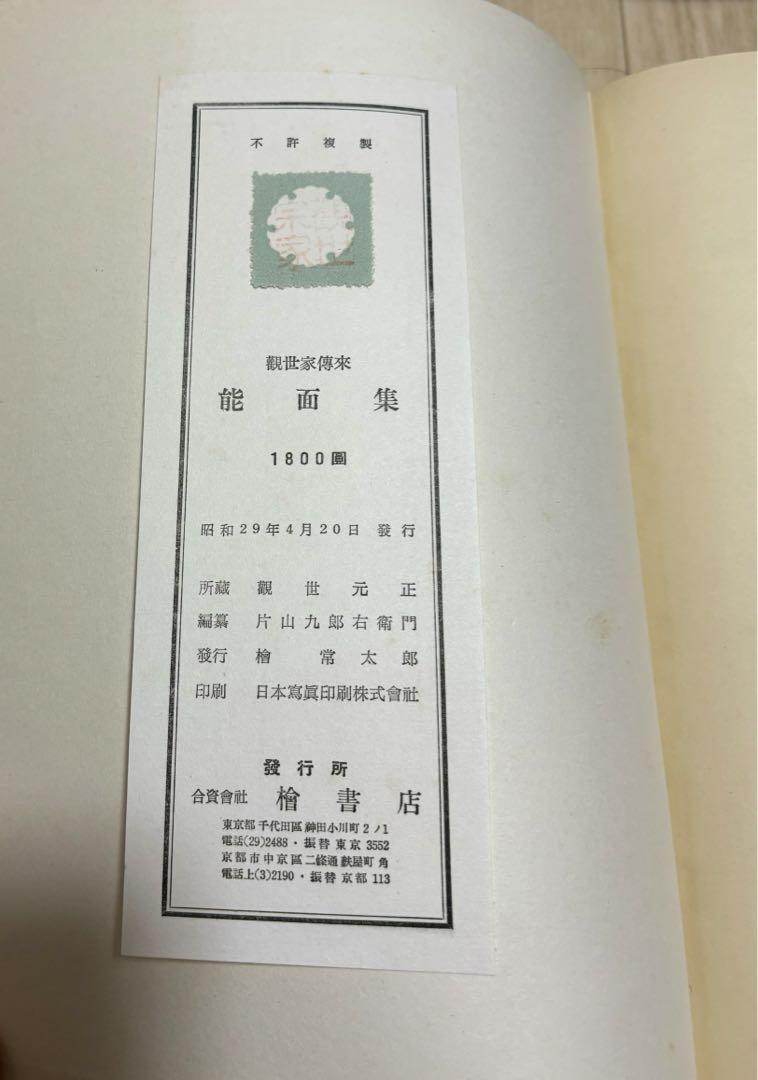 不許複製
觀世宗家
觀世家傳來
能面集
1800圓
昭和29年4月20日 發行
所藏 觀世元正
編纂 片山九郎右衛門
發行 檜常太郎
印刷 日本寫眞印刷株式會社
發行所
合資會社 檜書店
東京都千代田區神田小川町2ノ1
電話(29)2488・振替東京3552
京都市中京區二條通麩屋町角
電話上(3)2190・振替京都113